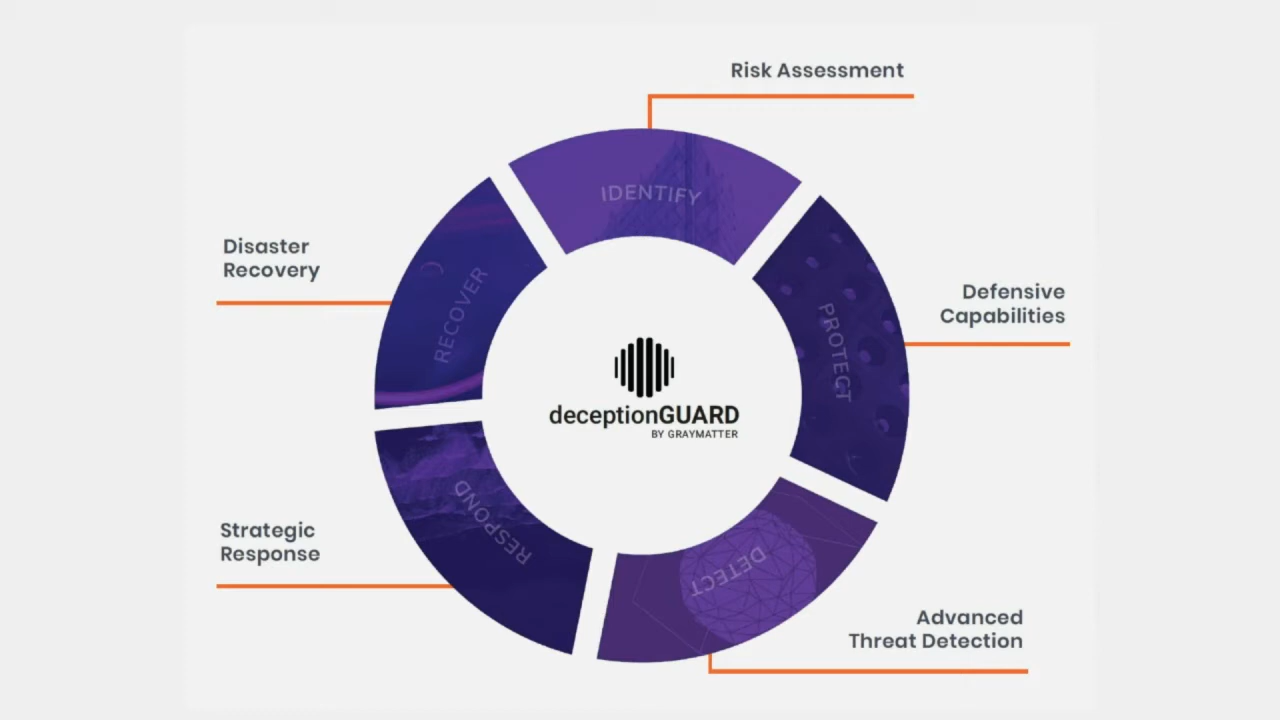 Risk Assessment
IDENTIFY
Disaster
Recovery
RECOVER
Defensive
Capabilities
PROTECT
deceptionGUARD
BY GRAYMATTER
Strategic
Response
RESPOND
DETECT
Advanced
Threat Detection